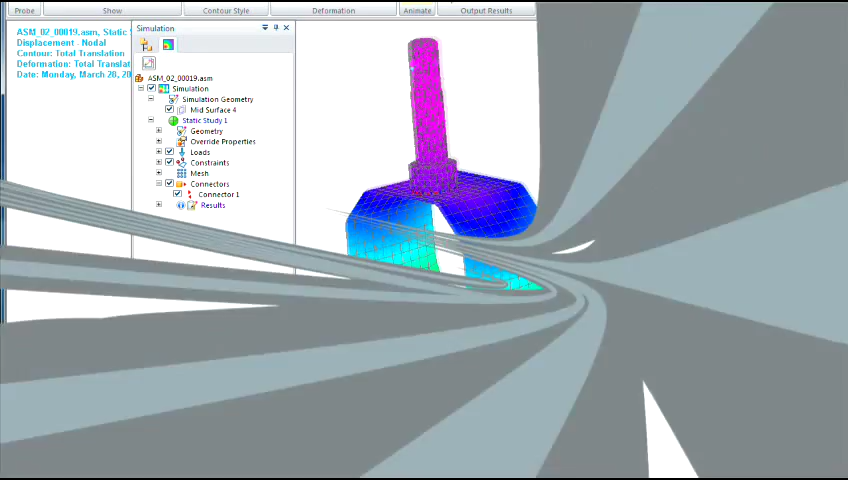 Probe
Show
Contour Style
Deformation
Animate
Output Results
ASM_02_00019.asm, Static
Displacement - Nodal
Contour: Total Translation
Deformation: Total
Date: Monday, March 28,
Simulation
ASM_02_00019.asm
Simulation
Simulation Geometry
Mid Surface 4
Static Study 1
Geometry
Override Properties
Loads
Constraints
Mesh
Connectors
Connector 1
Results